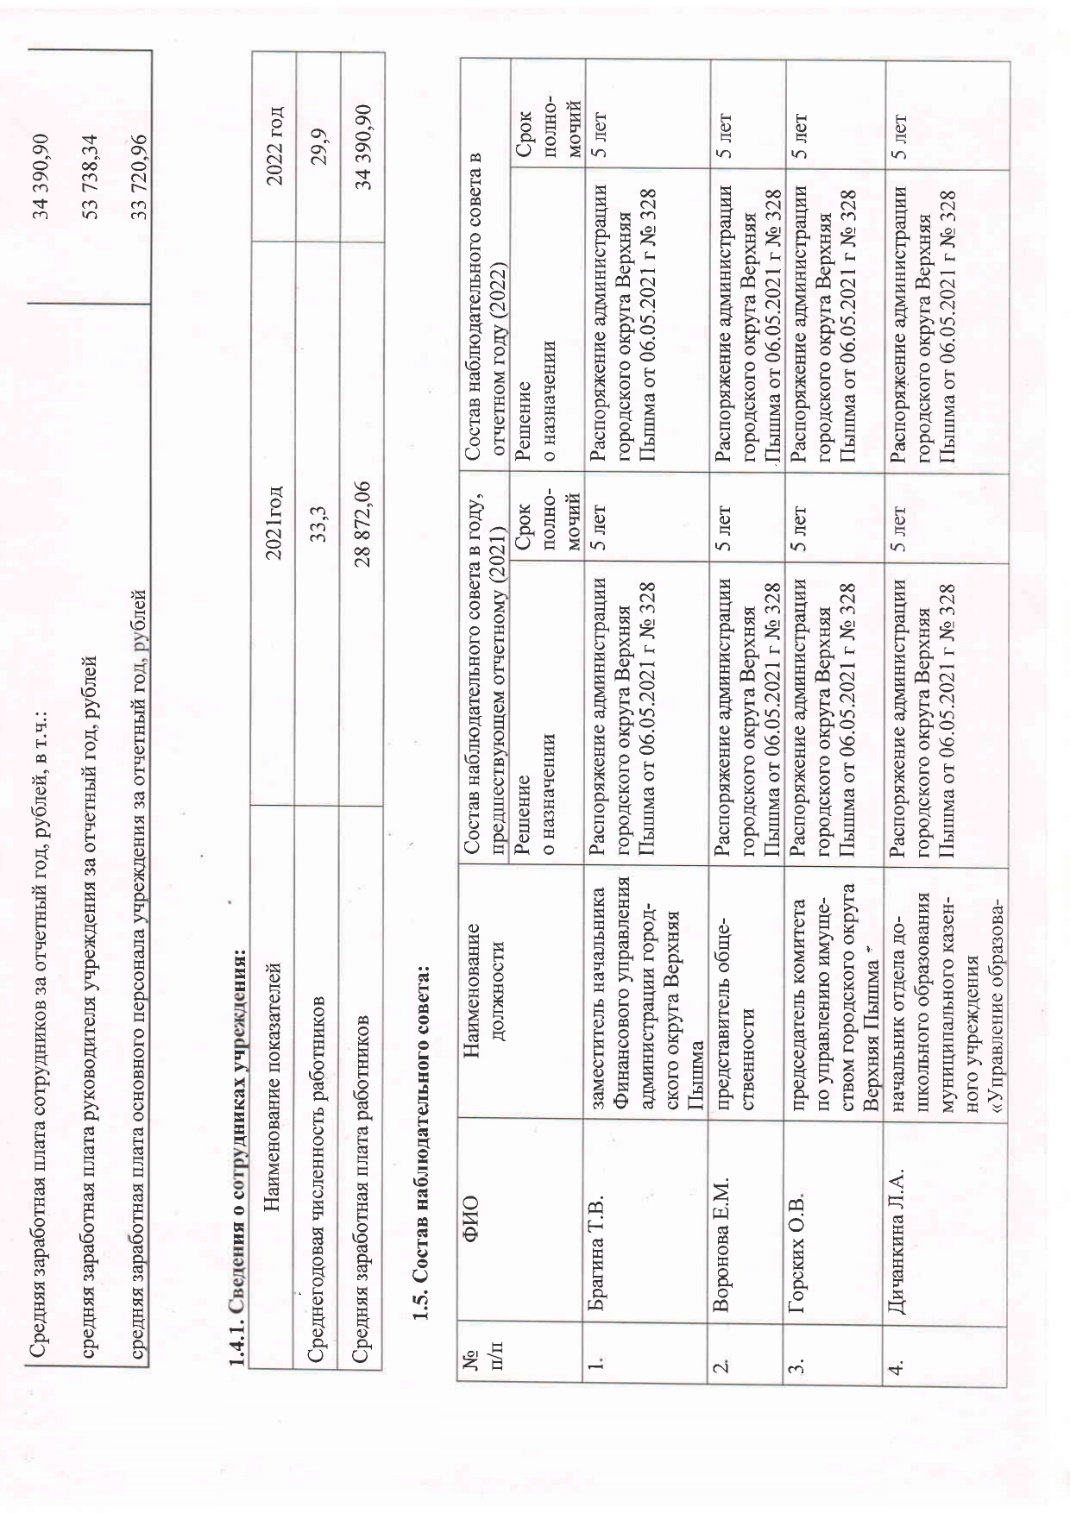 Средняя заработная плата сотрудников за отчетный год, рублей, в т.ч.: 34 390,90
средняя заработная плата руководителя учреждения за отчетный год, рублей 53 738,34
средняя заработная плата основного персонала учреждения за отчетный год, рублей 33 720,96
1.4.1. Сведения о сотрудниках учреждения:
Наименование показателей 2021год 2022 год
Среднегодовая численность работников 33,3 29,9
Средняя заработная плата работников 28 872,06 34 390,90
1.5. Состав наблюдательного совета:
№
п/п
ФИО
Наименование
должности
Состав наблюдательного совета в году,
предшествующем отчетному (2021)
Состав наблюдательного совета в
отчетном году (2022)
Решение
о назначении
Срок
полно-
мочий
Решение
о назначении
Срок
полно-
мочий
1.
Брагина Т.В.
заместитель начальника
Финансового управления
администрации город-
ского округа Верхняя
Пышма
Распоряжение администрации
городского округа Верхняя
Пышма от 06.05.2021 г № 328
5 лет
Распоряжение администрации
городского округа Верхняя
Пышма от 06.05.2021 г № 328
5 лет
2.
Воронова Е.М.
представитель обще-
ственности
Распоряжение администрации
городского округа Верхняя
Пышма от 06.05.2021 г № 328
5 лет
Распоряжение администрации
городского округа Верхняя
Пышма от 06.05.2021 г № 328
5 лет
3.
Горских О.В.
председатель комитета
по управлению имуще-
ством городского округа
Верхняя Пышма
Распоряжение администрации
городского округа Верхняя
Пышма от 06.05.2021 г № 328
5 лет
Распоряжение администрации
городского округа Верхняя
Пышма от 06.05.2021 г № 328
5 лет
4.
Дичанкина Л.А.
начальник отдела до-
школьного образования
муниципального казен-
ного учреждения
«Управление образова-
Распоряжение администрации
городского округа Верхняя
Пышма от 06.05.2021 г № 328
5 лет
Распоряжение администрации
городского округа Верхняя
Пышма от 06.05.2021 г № 328
5 лет